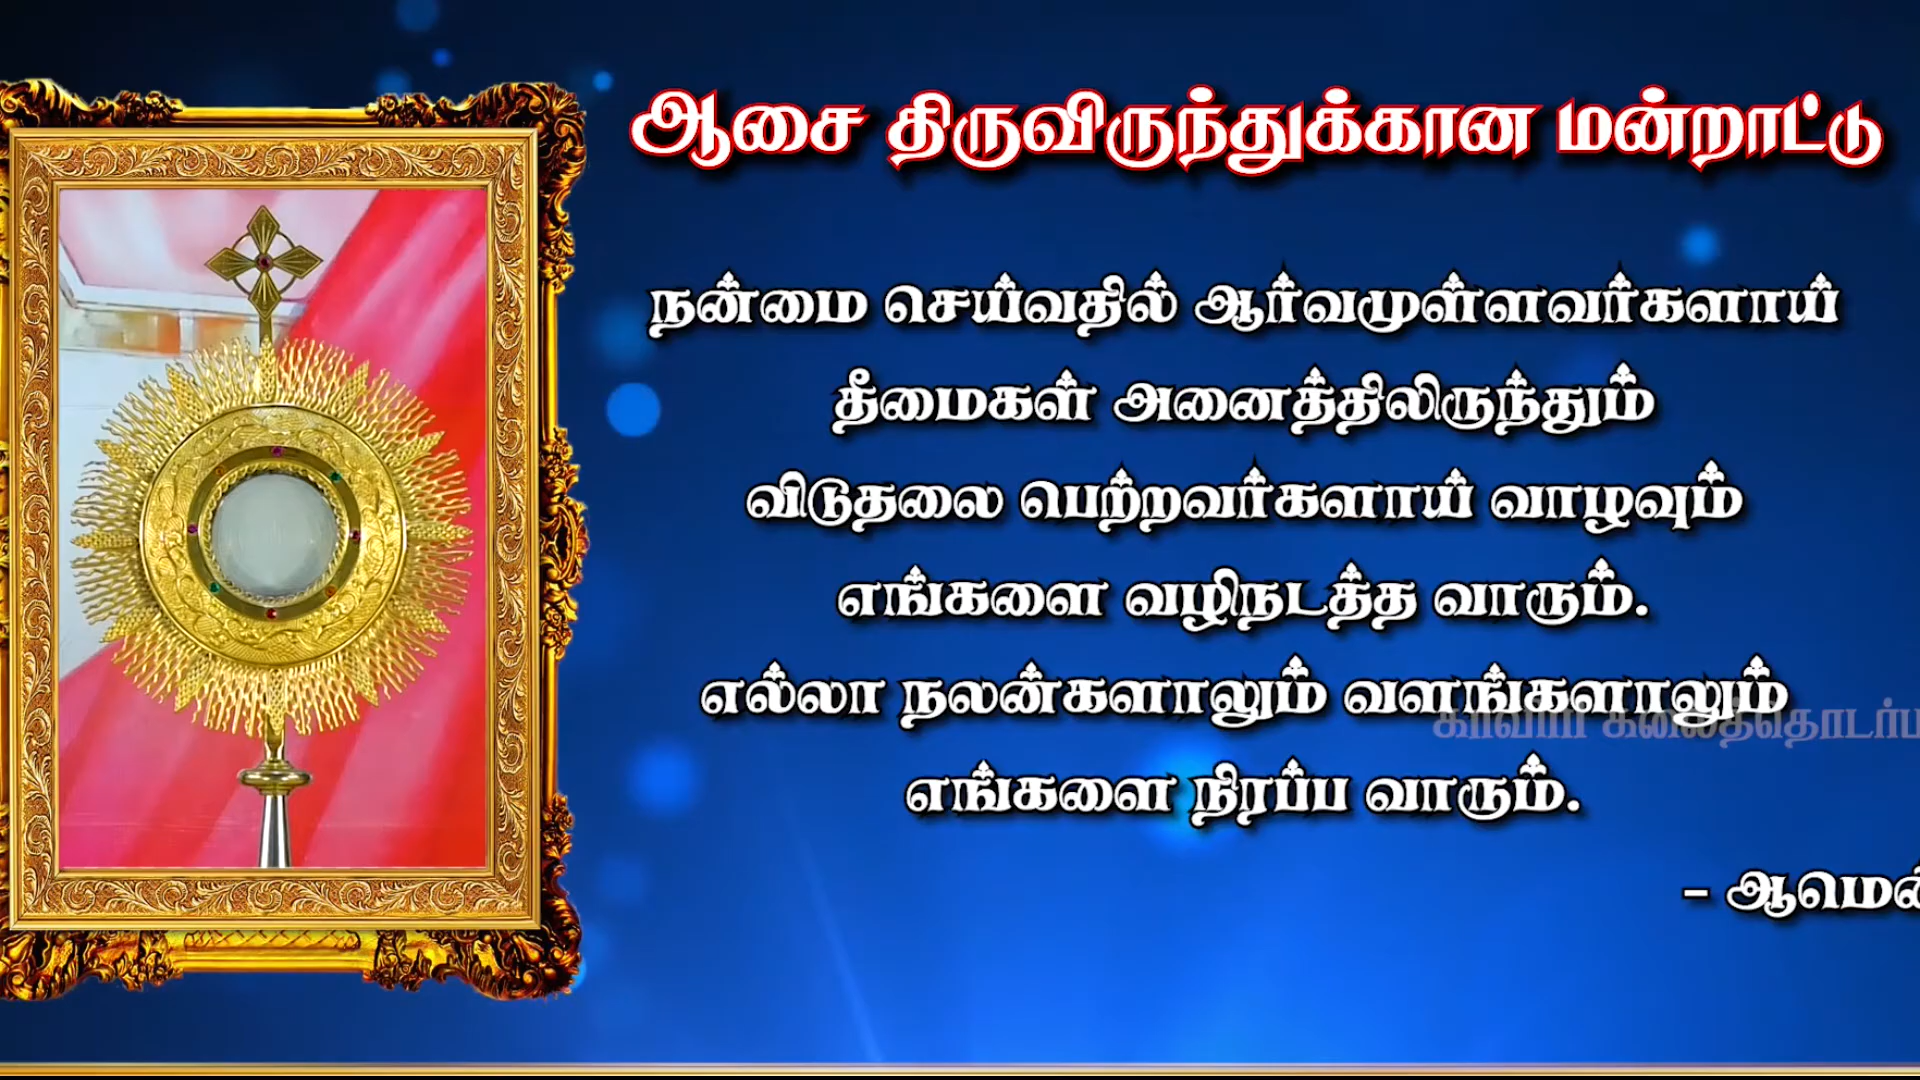 ஆசை திருவிருந்துக்கான மன்றாட்டு
நன்மை செய்வதில் ஆர்வமுள்ளவர்களாய்
தீமைகள் அனைத்திலிருந்தும்
விடுதலை பெற்றவர்களாய் வாழவும்
எங்களை வழிநடத்த வாரும்.
எல்லா நலன்களாலும் வளங்களாலும்
எங்களை நிரப்ப வாரும்.
- ஆமென்